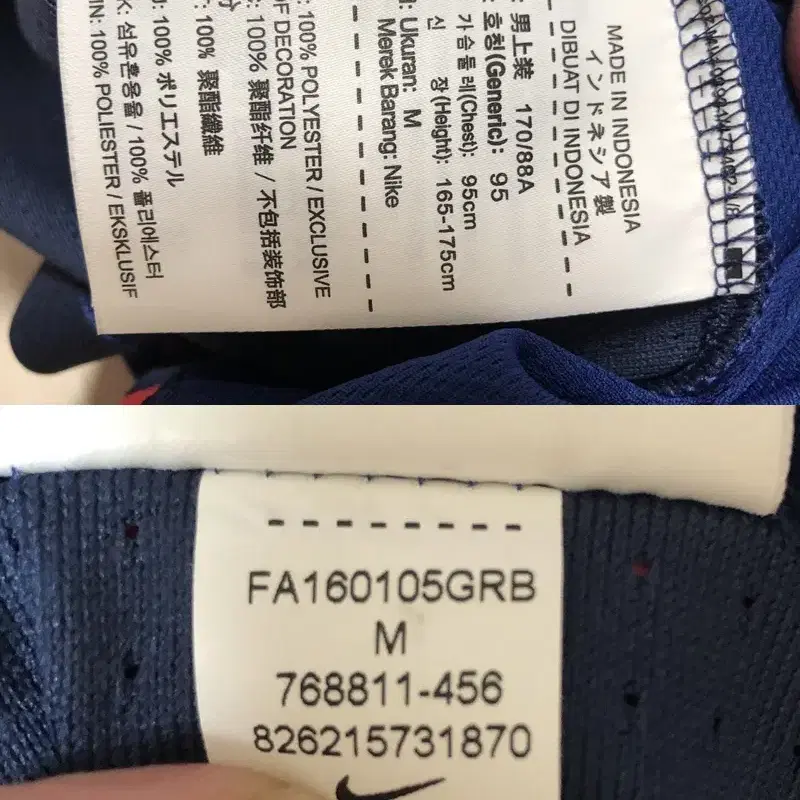 MADE IN INDONESIA
インドネシア製
DIBUAT DI INDONESIA
男上装 170/88A
호칭(Generic): 95
가슴둘레(Chest): 95cm
신 장(Height): 165-175cm
Ukuran: M
Merek Barang: Nike
100% POLYESTER / EXCLUSIVE
OF DECORATION
100% 聚酯纤维 / 不包括装饰部
分
100% 聚酯纖維
100% ポリエステル
섬유혼용율 / 100% 폴리에스터
100% POLIESTER / EKSKLUSIF
FA160105GRB
M
768811-456
826215731870